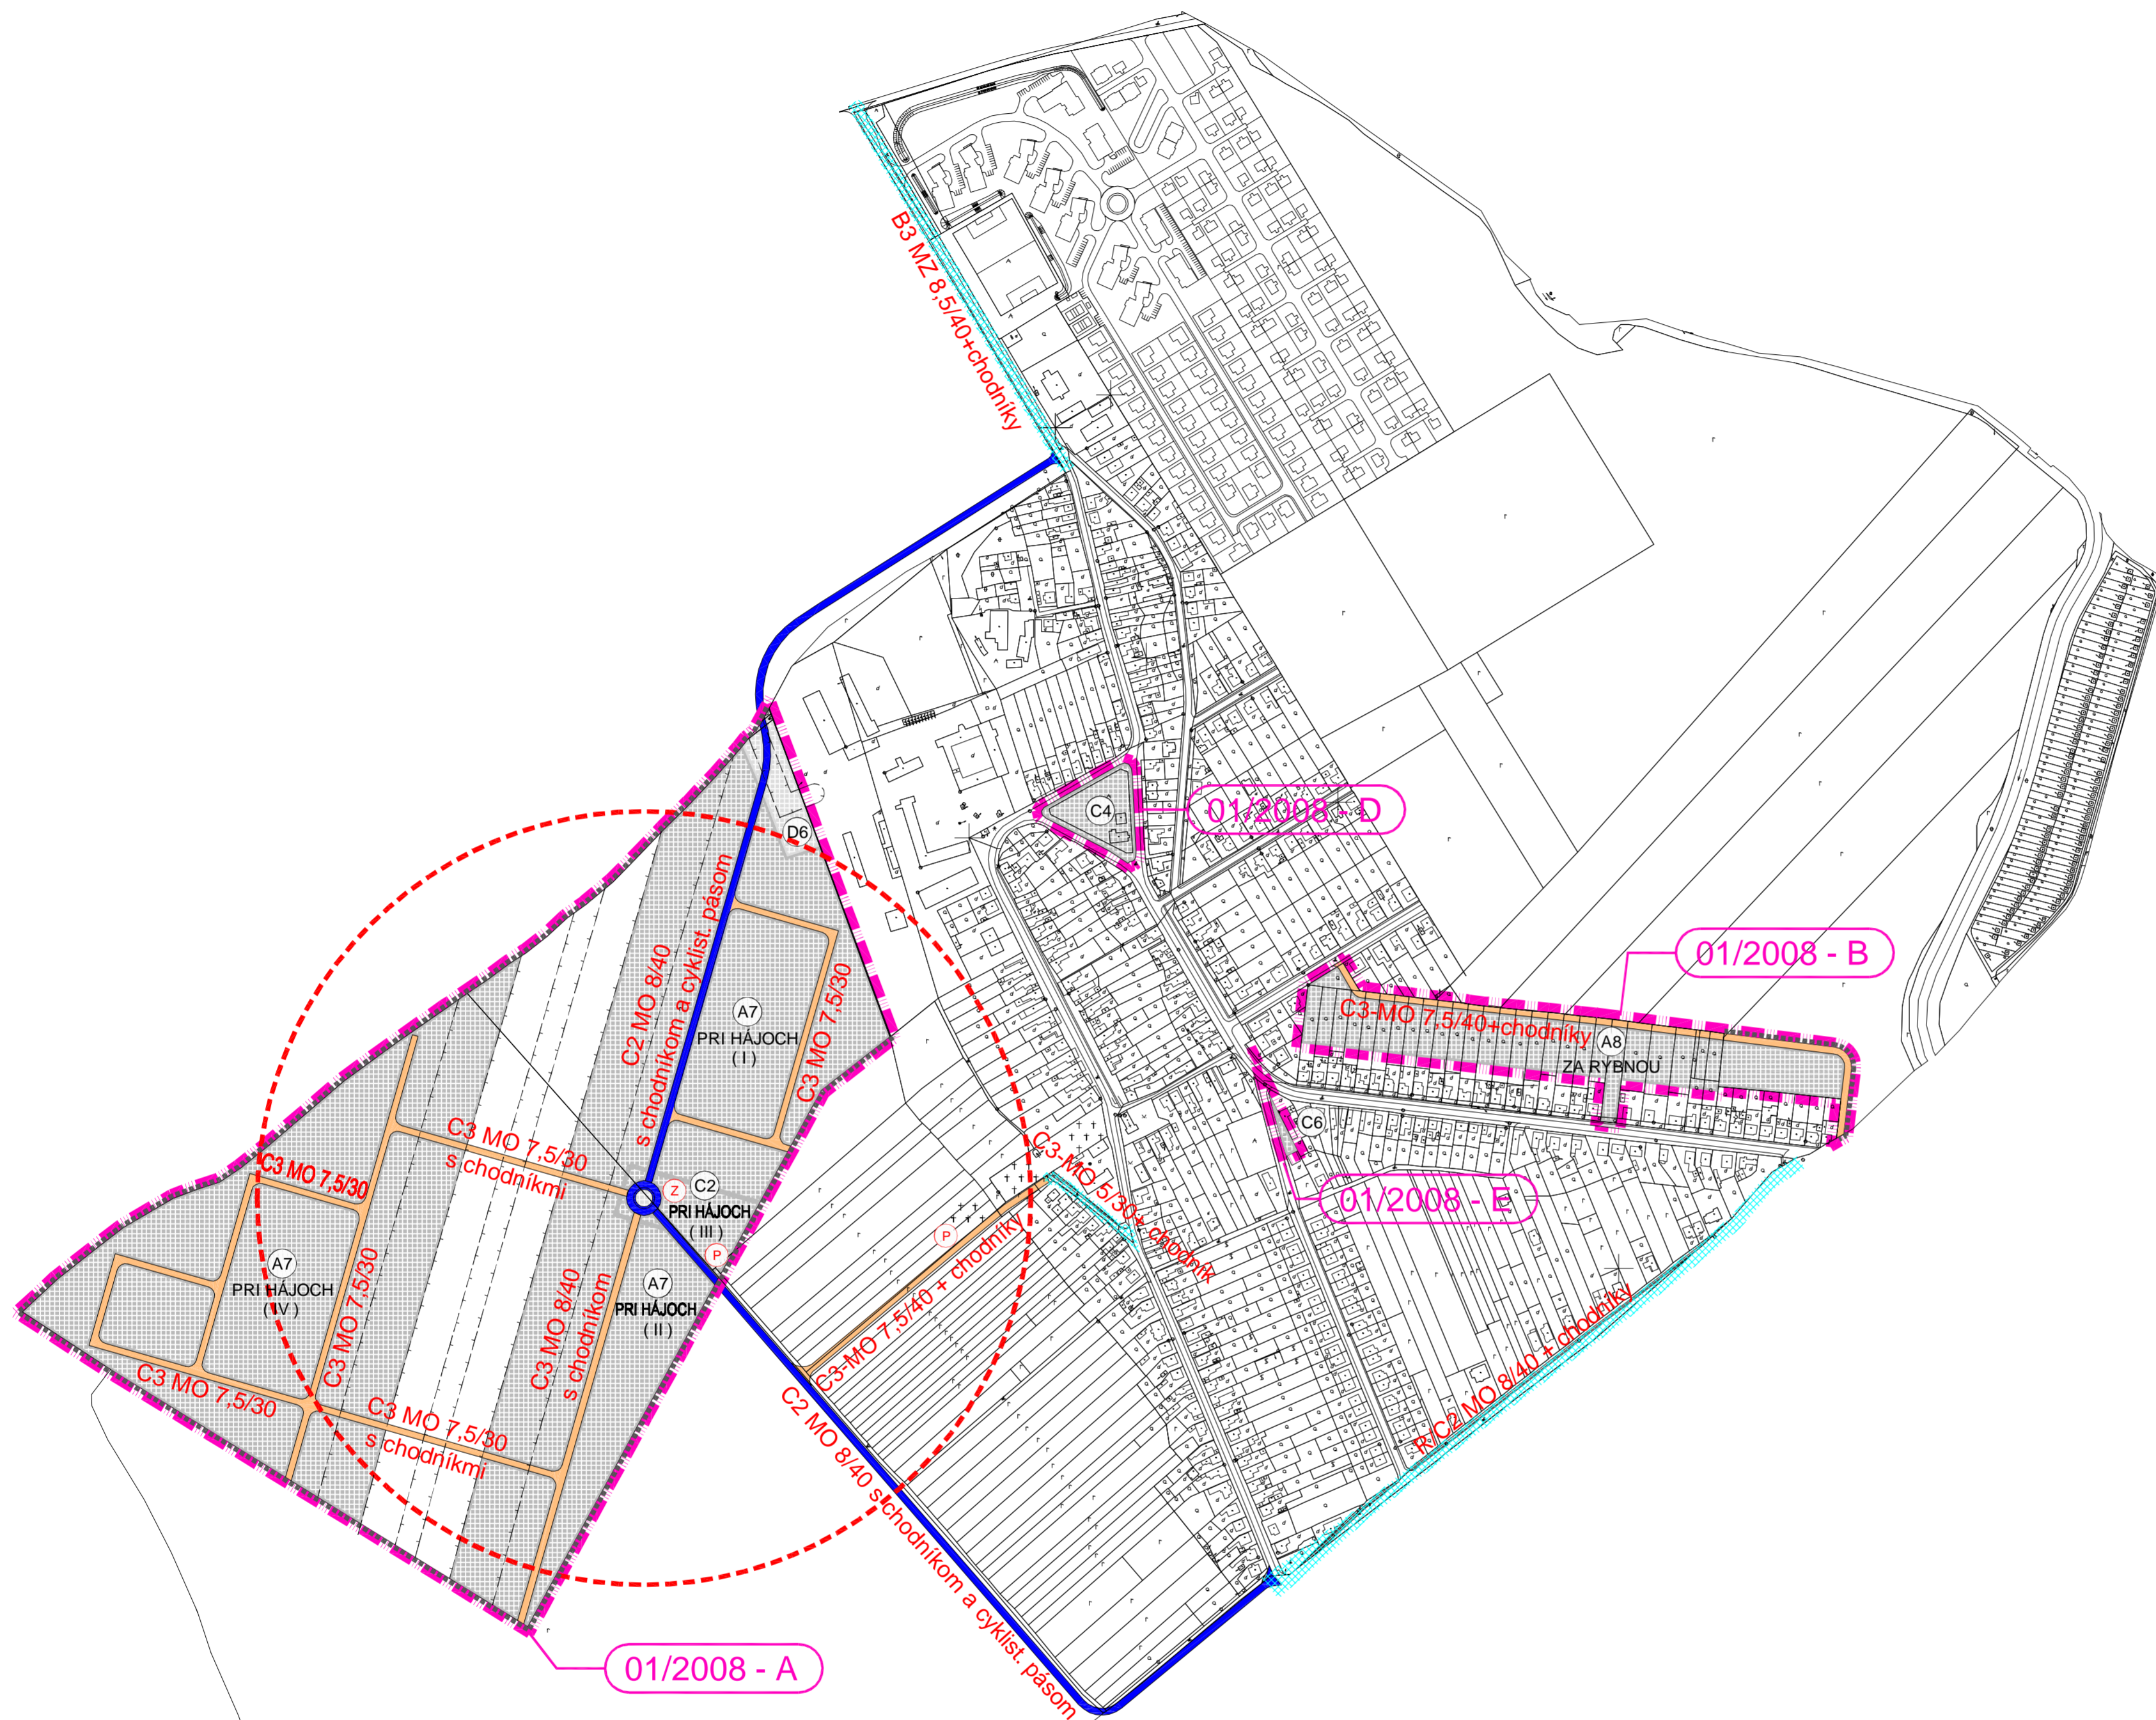 B3 MZ 8,5/40+chodníky
C4
01/2008 - D
D6
C2 MO 8/40
s chodníkom a cyklist. pásom
01/2008 - B
C3 MO 7,5/30
A7
PRI HÁJOCH
( I )
C3-MO 7,5/40+chodníky
A8
ZA RYBNOU
C6
C3 MO 7,5/30
s chodníkmi
C3 MO 7,5/30
Z
C2
PRI HÁJOCH
( III )
P
C3-MO 5/30+ chodník
01/2008 - E
P
A7
PRI HÁJOCH
( IV )
C3 MO 7,5/30
C3 MO 8/40
s chodníkom
A7
PRI HÁJOCH
( II )
C3-MO 7,5/40 + chodníky
R/C2 MO 8/40 + chodníky
C3 MO 7,5/30
C3 MO 7,5/30
s chodníkmi
C2 MO 8/40 s chodníkom a cyklist. pásom
01/2008 - A